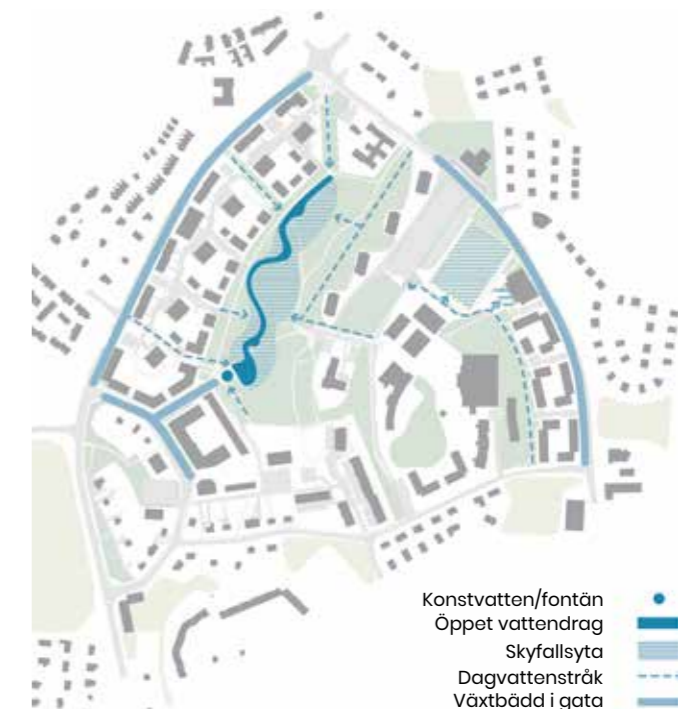 Konstvatten/fontän
Öppet vattendrag
Skyfallsyta
Dagvattenstråk
Växtbädd i gata